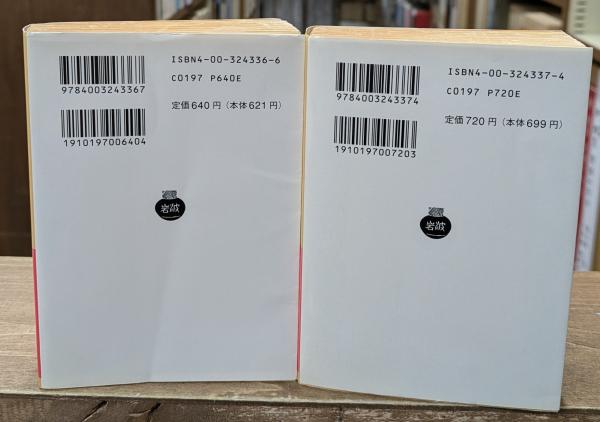 ISBN4-00-324336-6
C0197 P640E
9784003243367
定価640円（本体621円）
1910197006404
岩波
ISBN4-00-324337-4
C0197 P720E
9784003243374
定価720円（本体699円）
1910197007203
岩波